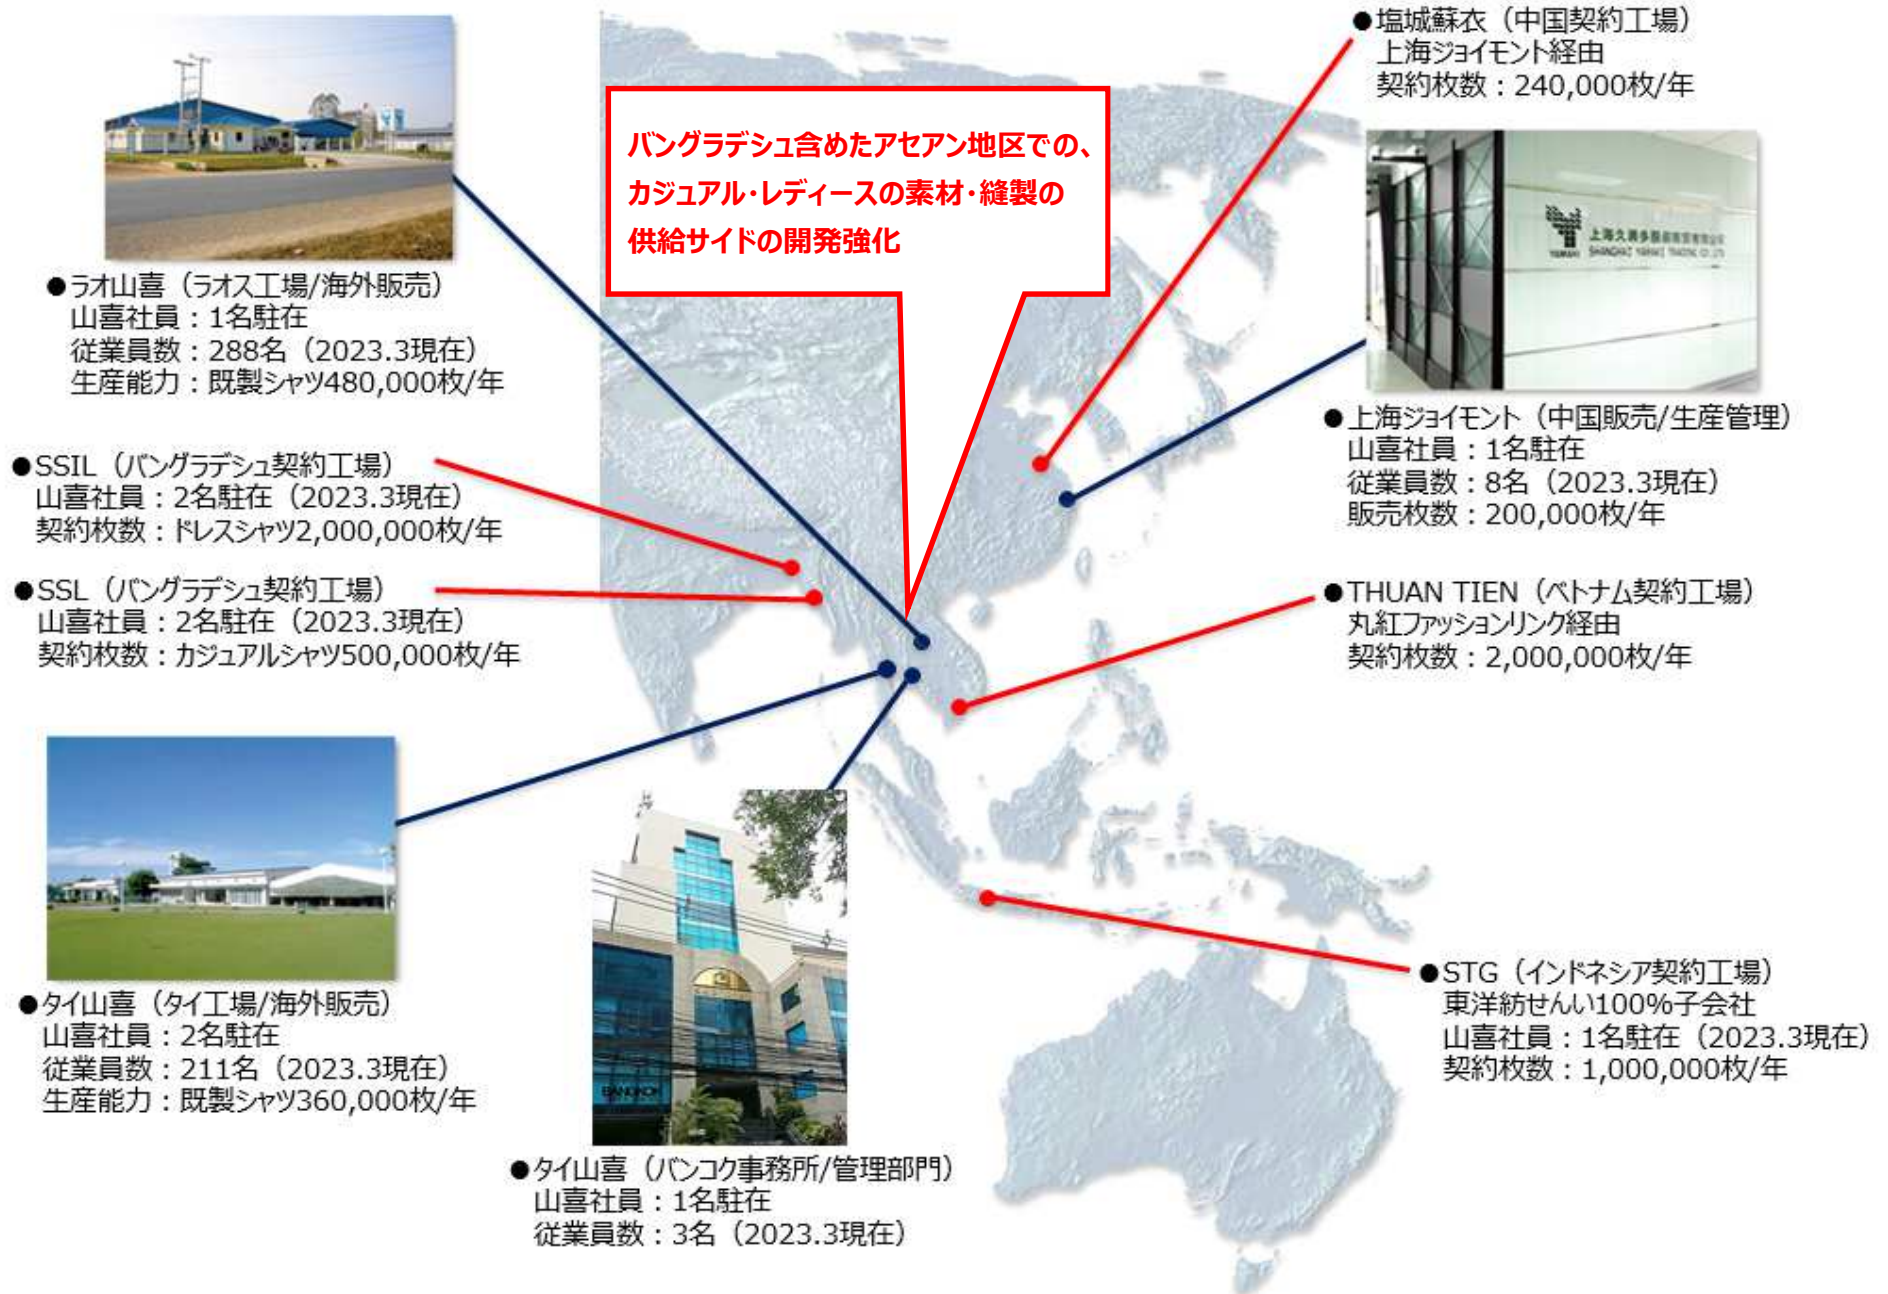 ●塩城蘇衣（中国契約工場）
上海ジョイモント経由
契約枚数：240,000枚/年
バングラデシュ含めたアセアン地区での、
カジュアル・レディースの素材・縫製の
供給サイドの開発強化
●ラオ山喜（ラオス工場/海外販売）
山喜社員：1名駐在
従業員数：288名（2023.3現在）
生産能力：既製シャツ480,000枚/年
YAMAKI
SHANGHAI YAMAKI TRADING CO.,LTD
●上海ジョイモント（中国販売/生産管理）
山喜社員：1名駐在
従業員数：8名（2023.3現在）
販売枚数：200,000枚/年
●SSIL（バングラデシュ契約工場）
山喜社員：2名駐在（2023.3現在）
契約枚数：ドレスシャツ2,000,000枚/年
●SSL（バングラデシュ契約工場）
山喜社員：2名駐在（2023.3現在）
契約枚数：カジュアルシャツ500,000枚/年
●THUAN TIEN（ベトナム契約工場）
丸紅ファッションリンク経由
契約枚数：2,000,000枚/年
●タイ山喜（タイ工場/海外販売）
山喜社員：2名駐在
従業員数：211名（2023.3現在）
生産能力：既製シャツ360,000枚/年
BANGKOK
●タイ山喜（バンコク事務所/管理部門）
山喜社員：1名駐在
従業員数：3名（2023.3現在）
●STG（インドネシア契約工場）
東洋紡せんい100%子会社
山喜社員：1名駐在（2023.3現在）
契約枚数：1,000,000枚/年